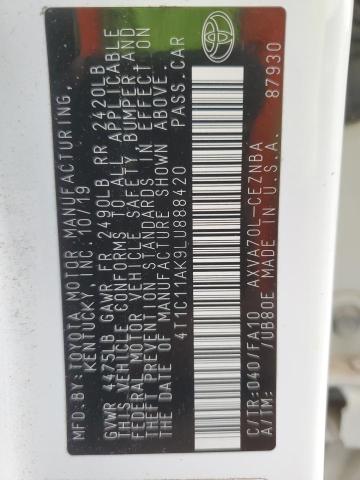 MFD. BY: TOYOTA MOTOR MANUFACTURING,
KENTUCKY, INC. 10/19
GVWR 4475LB GAWR FR 2490LB RR 2420LB
THIS VEHICLE CONFORMS TO ALL APPLICABLE
FEDERAL MOTOR VEHICLE SAFETY, BUMPER, AND
THEFT PREVENTION STANDARDS IN EFFECT ON
THE DATE OF MANUFACTURE SHOWN ABOVE.
4T1C11AK9LU888420 PASS. CAR
C/TR: 040/FA10 AXVA70L-CEZNBA
A/TM: /UB80E MADE IN U.S.A. 87930